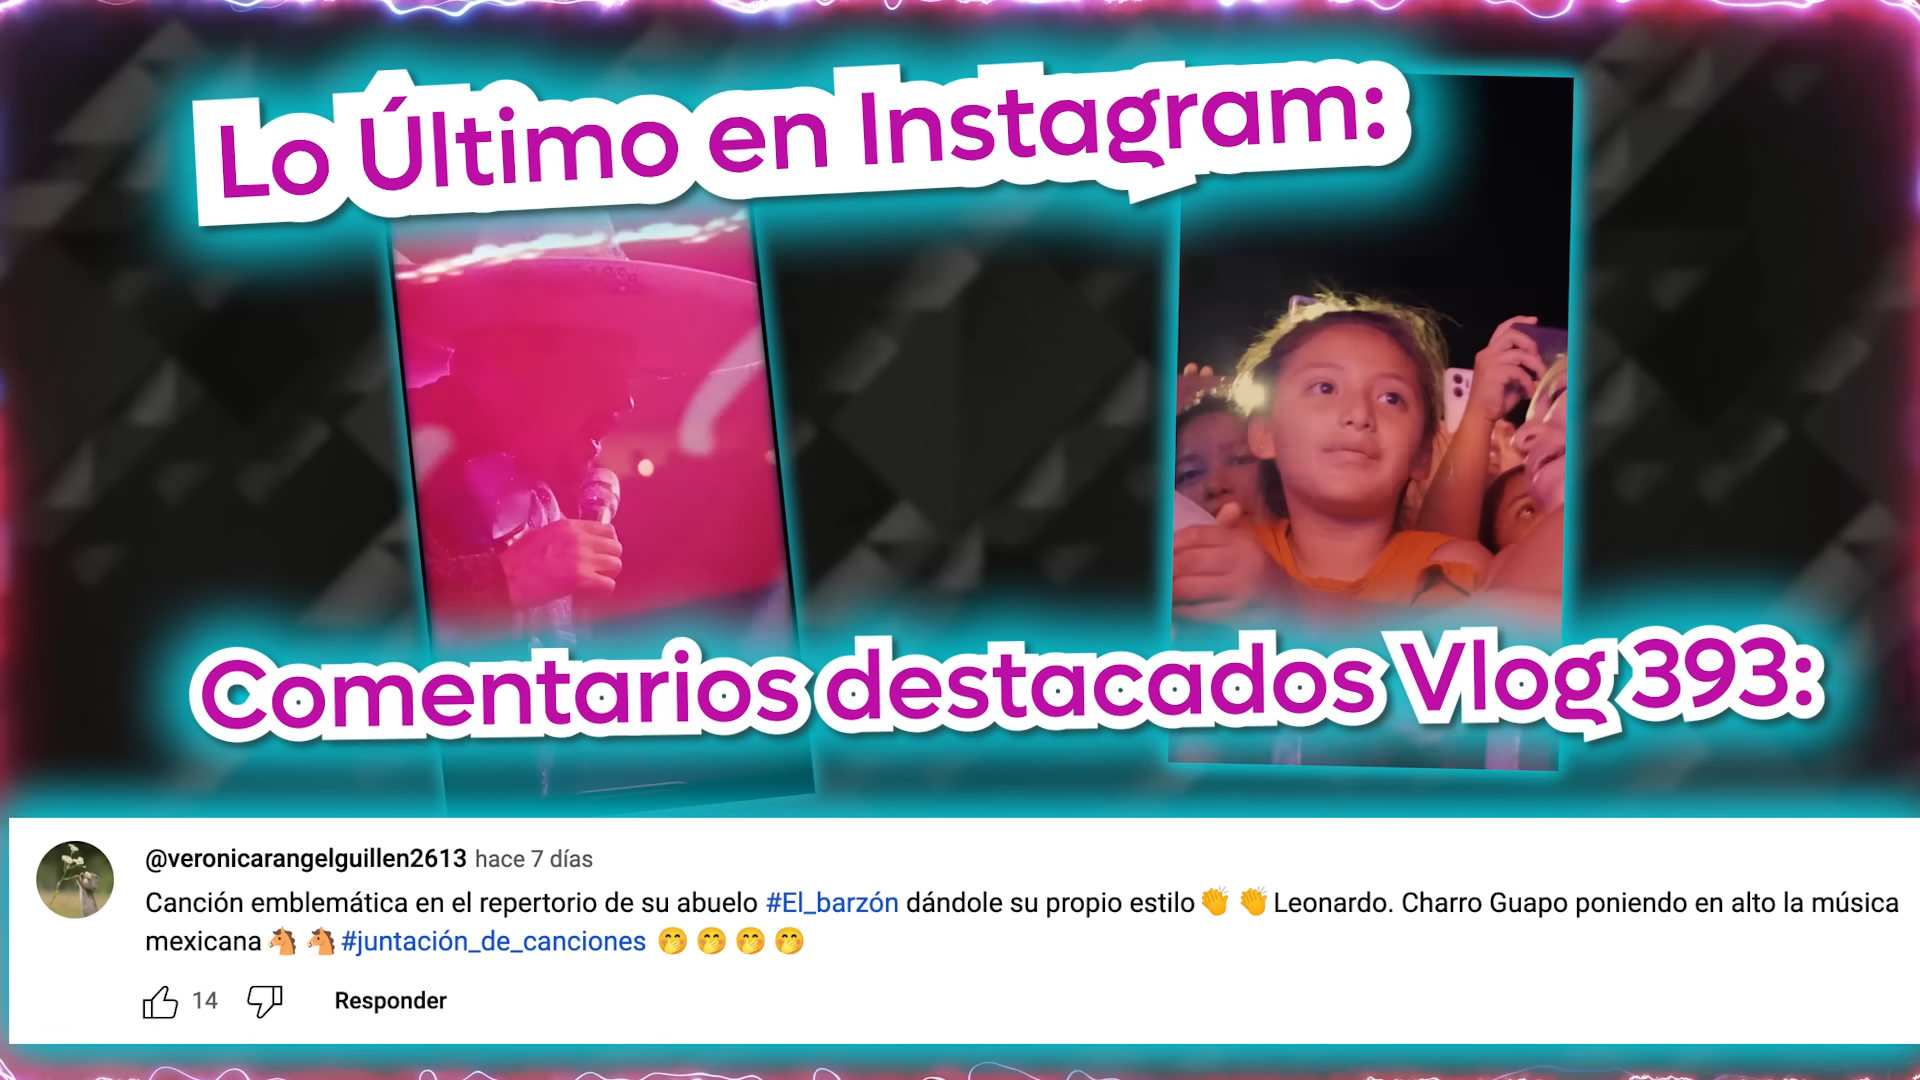 Lo Último en Instagram:
Comentarios destacados Vlog 393:
@veronicarangelguillen2613 hace 7 días
Canción emblemática en el repertorio de su abuelo #El_barzón dándole su propio estilo👏 👏Leonardo. Charro Guapo poniendo en alto la música
mexicana🐴 🐴#juntación_de_canciones 🤭 🤭 🤭 🤭
14 Responder